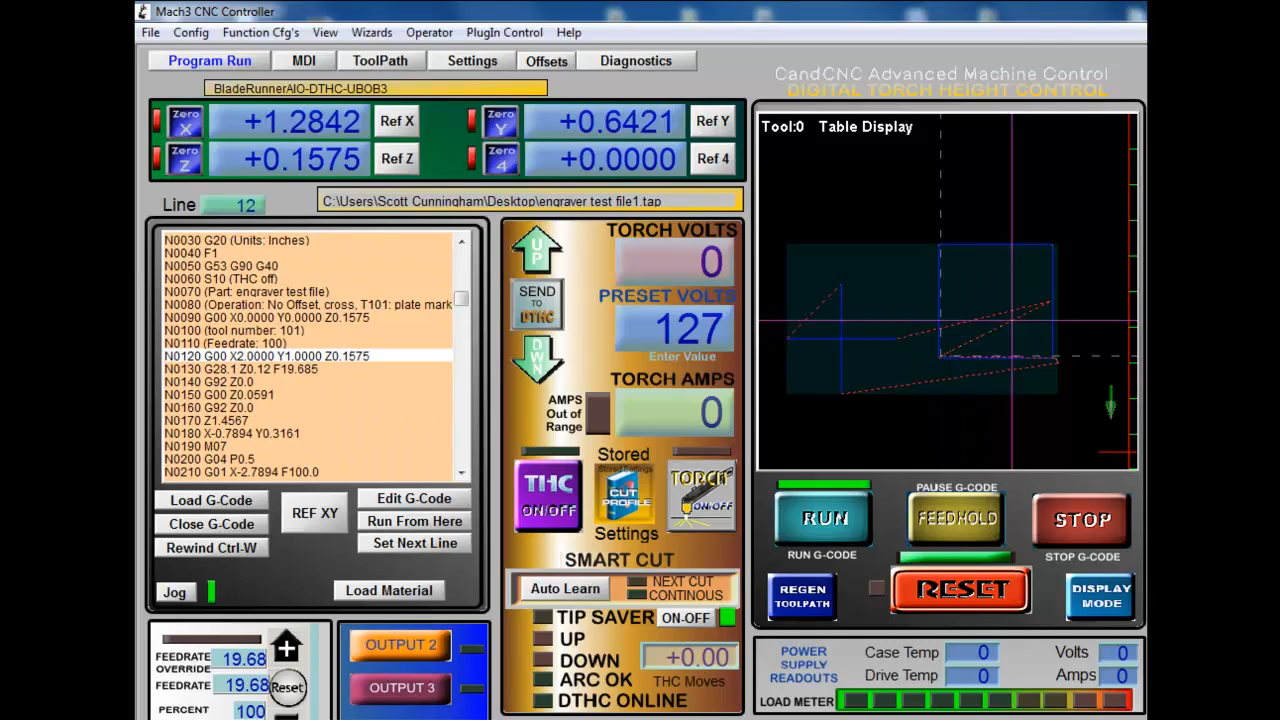 Mach3 CNC Controller
File Config Function Cfg's View Wizards Operator PlugIn Control Help
Program Run MDI ToolPath Settings Offsets Diagnostics
BladeRunnerAIO-DTHC-UBOB3
CandCNC Advanced Machine Control
DIGITAL TORCH HEIGHT CONTROL
Zero X +1.2842 Ref X Zero Y +0.6421 Ref Y
Zero Z +0.1575 Ref Z Zero 4 +0.0000 Ref 4
Tool:0 Table Display
Line 12 C:\Users\Scott Cunningham\Desktop\engraver test file1.tap
N0030 G20 (Units: Inches)
N0040 F1
N0050 G53 G90 G40
N0060 S10 (THC off)
N0070 (Part: engraver test file)
N0080 (Operation: No Offset, cross, T101: plate mark
N0090 G00 X0.0000 Y0.0000 Z0.1575
N0100 (tool number: 101)
N0110 (Feedrate: 100)
N0120 G00 X2.0000 Y1.0000 Z0.1575
N0130 G28.1 Z0.12 F19.685
N0140 G92 Z0.0
N0150 G00 Z0.0591
N0160 G92 Z0.0
N0170 Z1.4567
N0180 X-0.7894 Y0.3161
N0190 M07
N0200 G04 P0.5
N0210 G01 X-2.7894 F100.0
Load G-Code
Close G-Code
Rewind Ctrl-W
REF XY
Edit G-Code
Run From Here
Set Next Line
Jog
Load Material
UP
SEND TO DTHC
DWN
TORCH VOLTS
0
PRESET VOLTS
127
Enter Value
TORCH AMPS
0
AMPS
Out of
Range
THC ON/OFF
Stored
Stored Settings
CUT PROFILE
Settings
TORCH ON/OFF
SMART CUT
Auto Learn
NEXT CUT
CONTINOUS
TIP SAVER ON-OFF
UP
DOWN +0.00
ARC OK THC Moves
DTHC ONLINE
RUN
RUN G-CODE
PAUSE G-CODE
FEEDHOLD
STOP
STOP G-CODE
REGEN TOOLPATH
RESET
DISPLAY MODE
FEEDRATE
OVERRIDE 19.68
FEEDRATE 19.68
PERCENT 100
+
Reset
OUTPUT 2
OUTPUT 3
POWER
SUPPLY
READOUTS
Case Temp 0 Volts 0
Drive Temp 0 Amps 0
LOAD METER